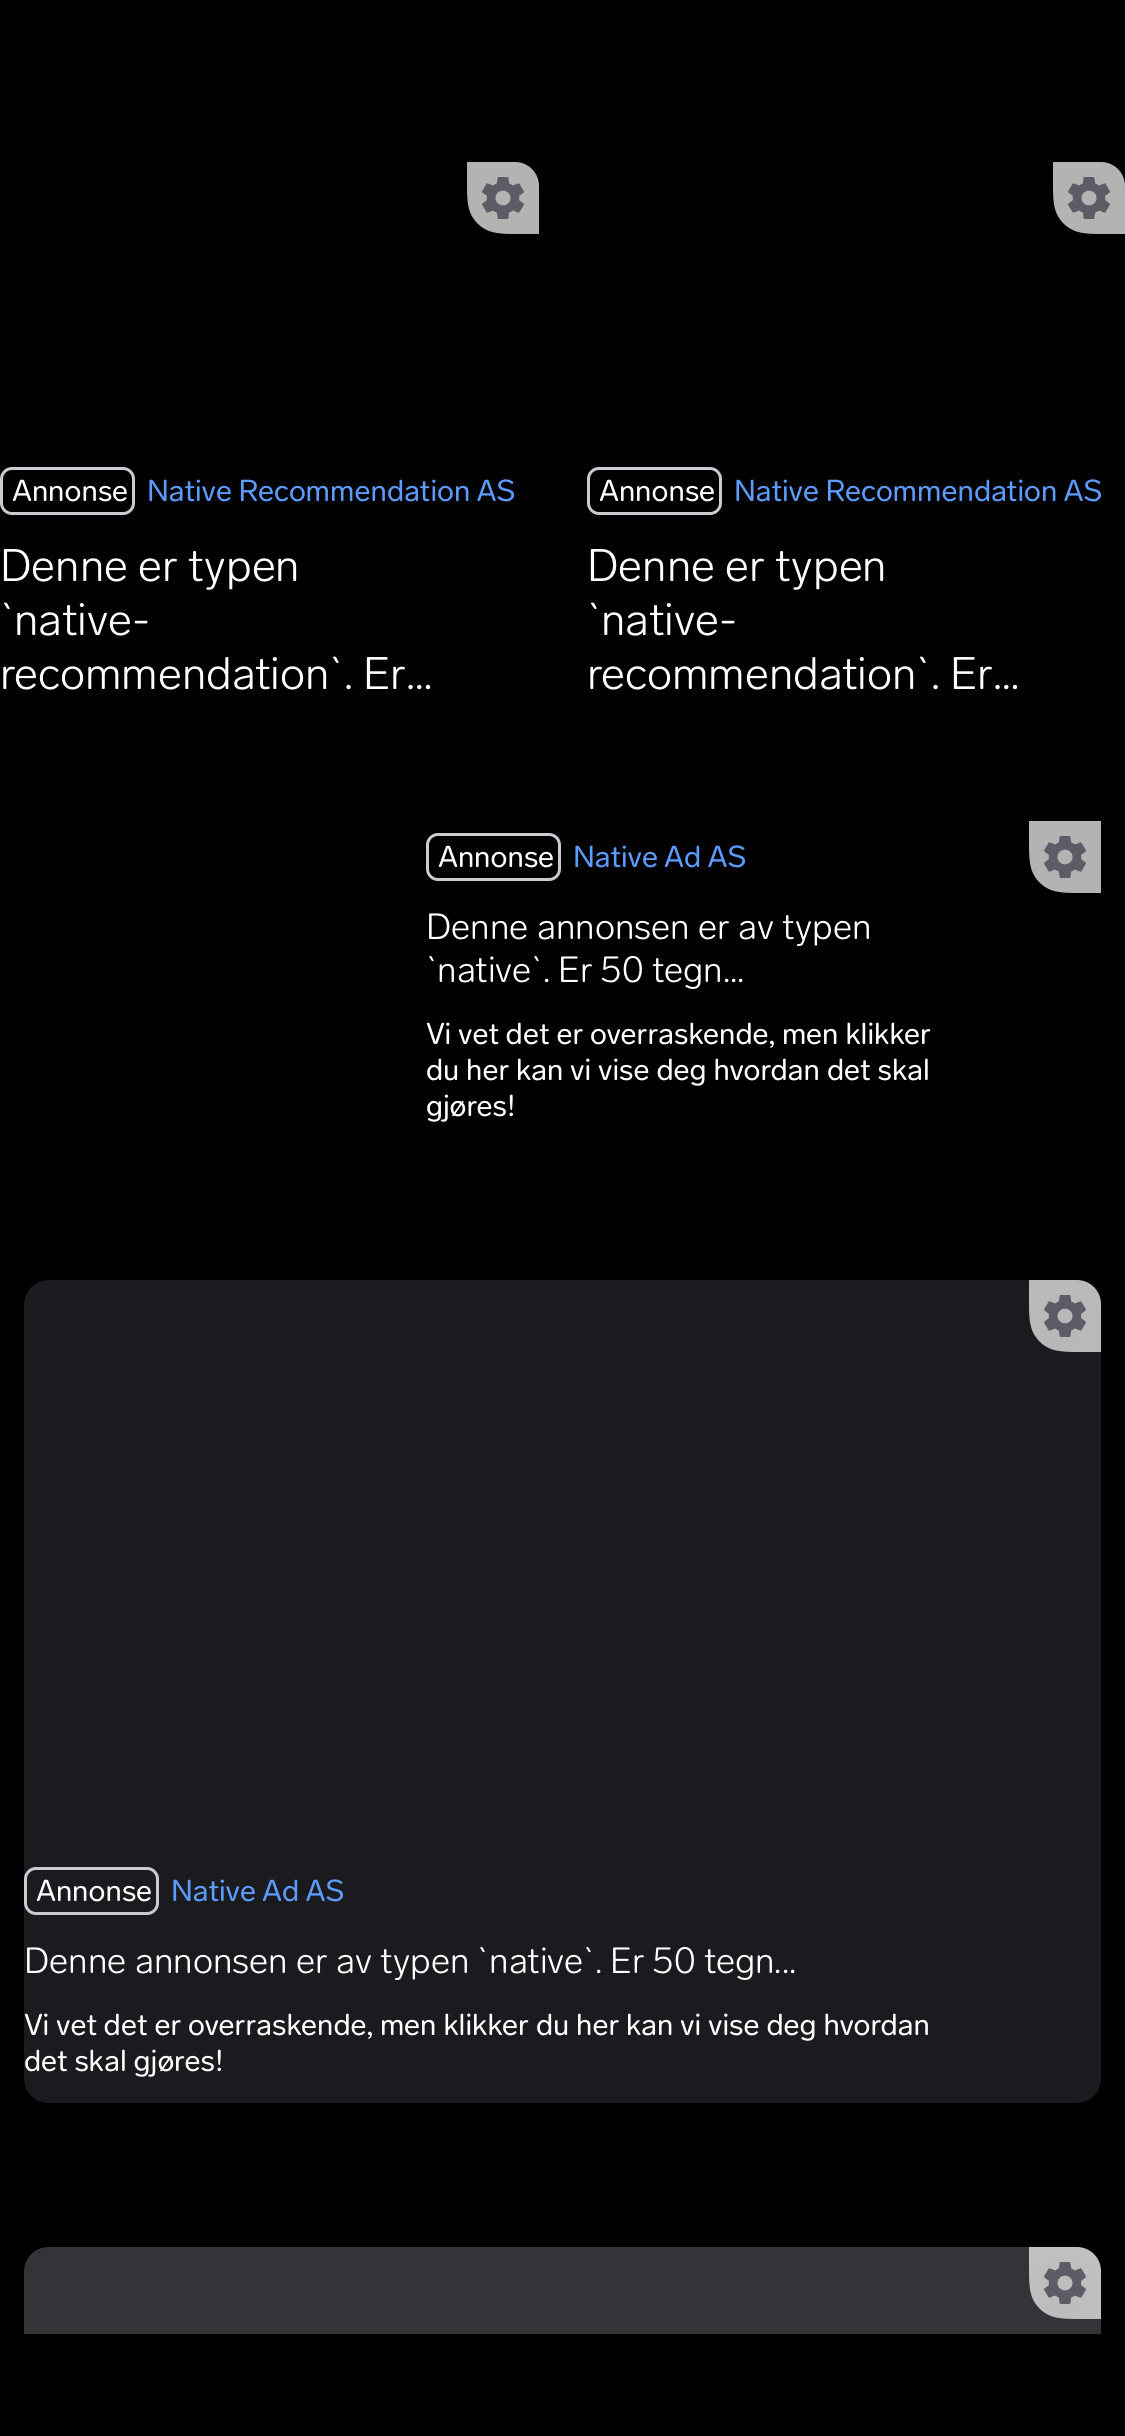 Annonse Native Recommendation AS
Denne er typen
`native-
recommendation`. Er...
Annonse Native Recommendation AS
Denne er typen
`native-
recommendation`. Er...
Annonse Native Ad AS
Denne annonsen er av typen
`native`. Er 50 tegn...
Vi vet det er overraskende, men klikker
du her kan vi vise deg hvordan det skal
gjøres!
Annonse Native Ad AS
Denne annonsen er av typen `native`. Er 50 tegn...
Vi vet det er overraskende, men klikker du her kan vi vise deg hvordan
det skal gjøres!